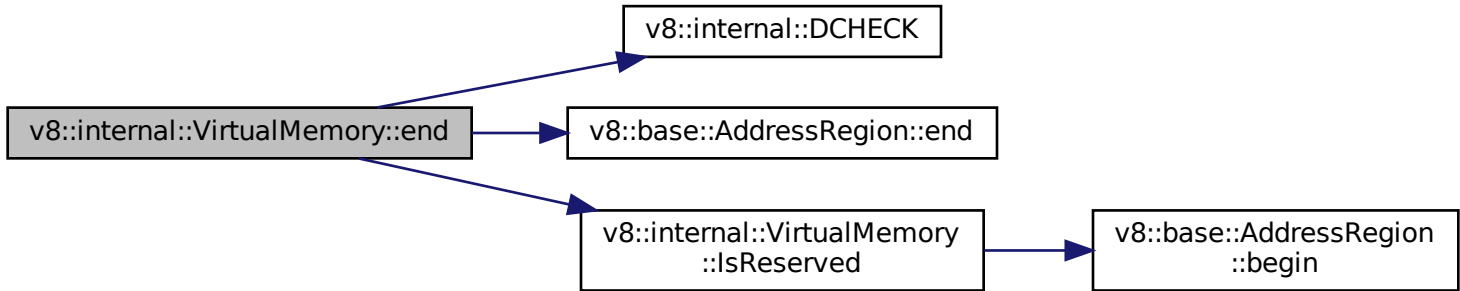 v8::internal::DCHECK
v8::internal::VirtualMemory::end
v8::base::AddressRegion::end
v8::internal::VirtualMemory
::IsReserved
v8::base::AddressRegion
::begin